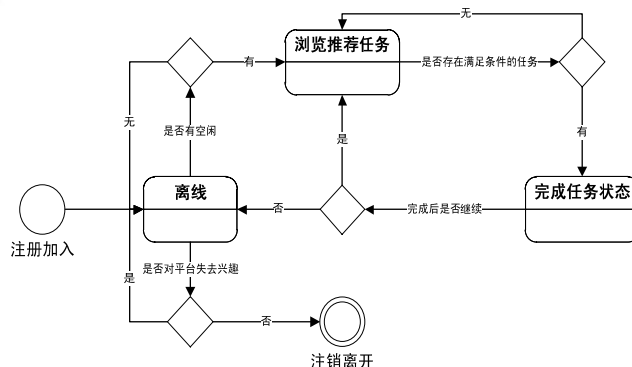 无
浏览推荐任务
有
是否存在满足条件的任务
无
是否有空闲
是
有
离线
完成任务状态
否
完成后是否继续
注册加入
是否对平台失去兴趣
是
否
注销离开